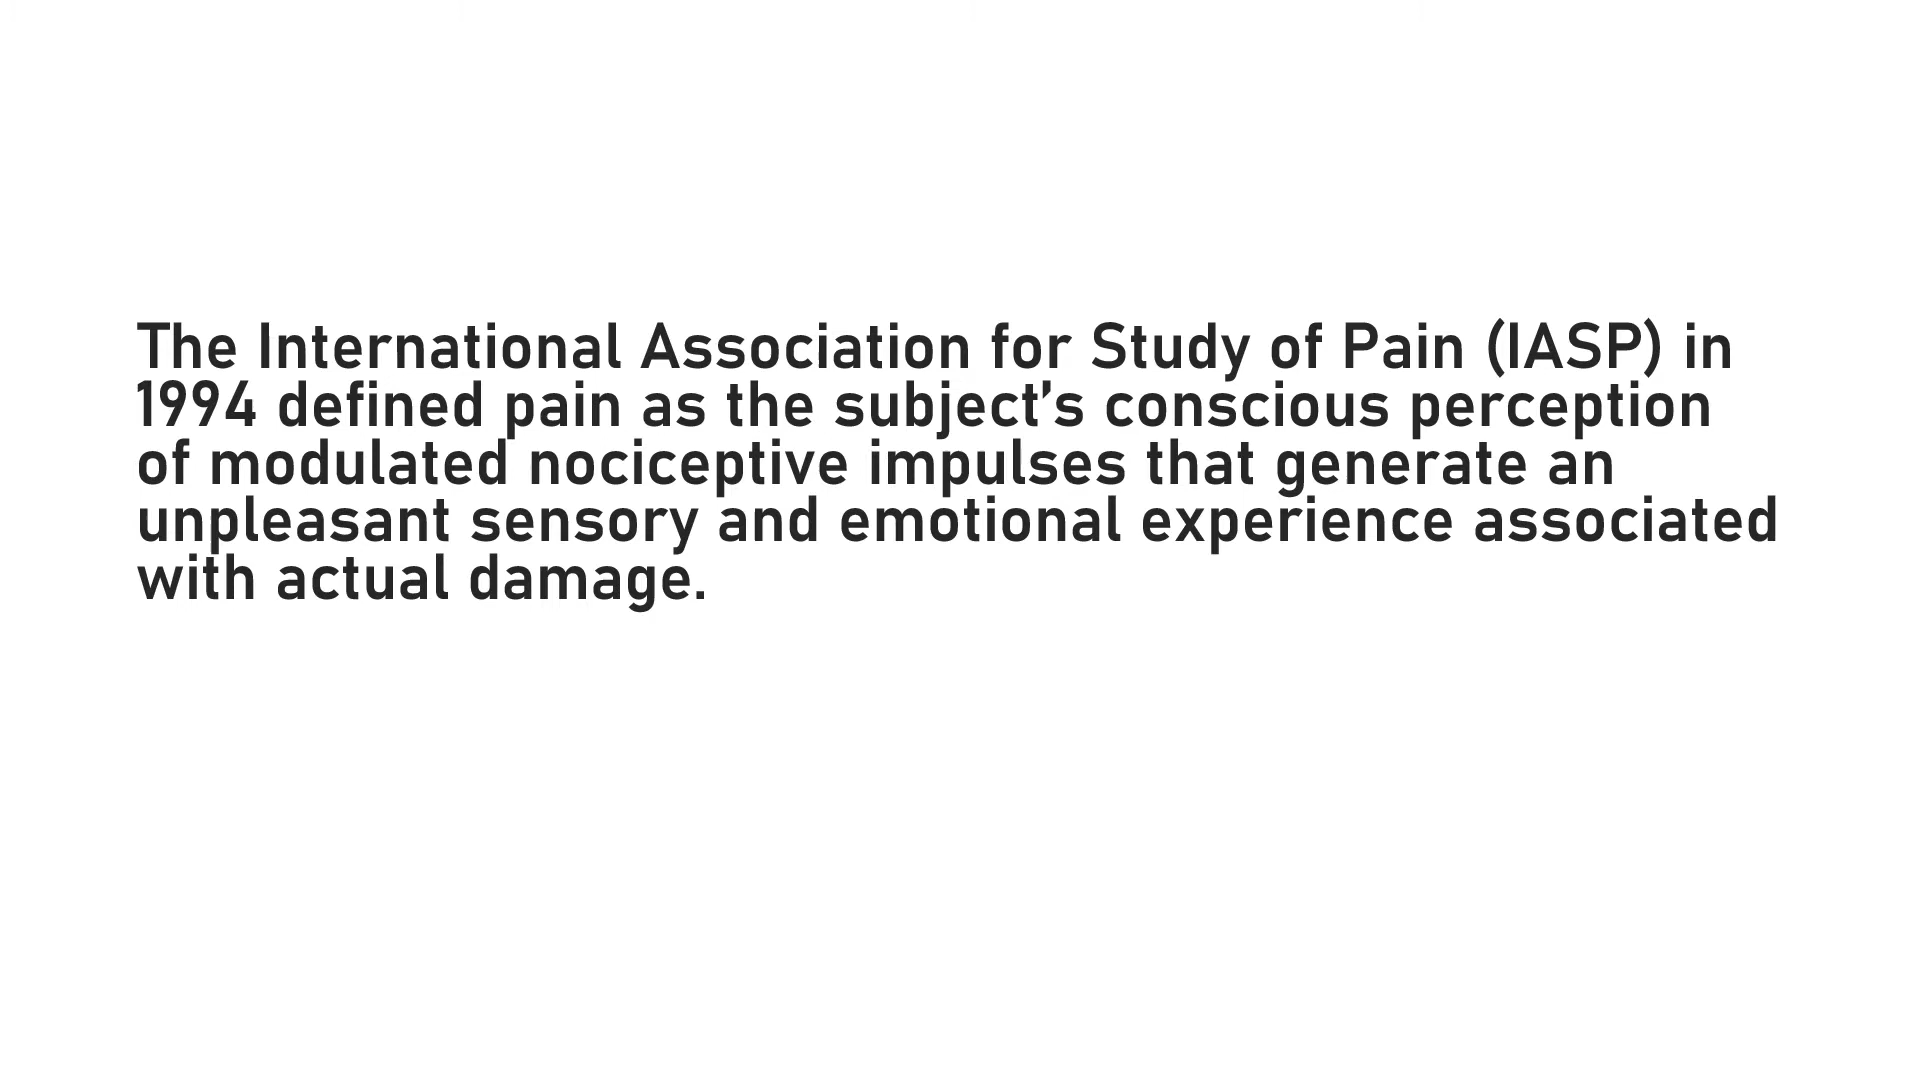 The International Association for Study of Pain (IASP) in
1994 defined pain as the subject’s conscious perception
of modulated nociceptive impulses that generate an
unpleasant sensory and emotional experience associated
with actual damage.